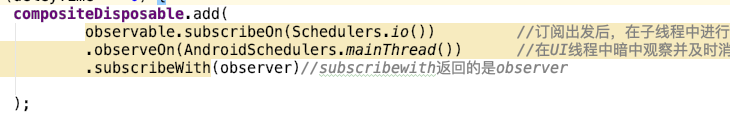 compositeDisposable.add(
observable.subscribeOn(Schedulers.io()) //订阅出发后，在子线程中进行
.observeOn(AndroidSchedulers.mainThread()) //在UI线程中暗中观察并及时消
.subscribeWith(observer)//subscribewith返回的是observer
);